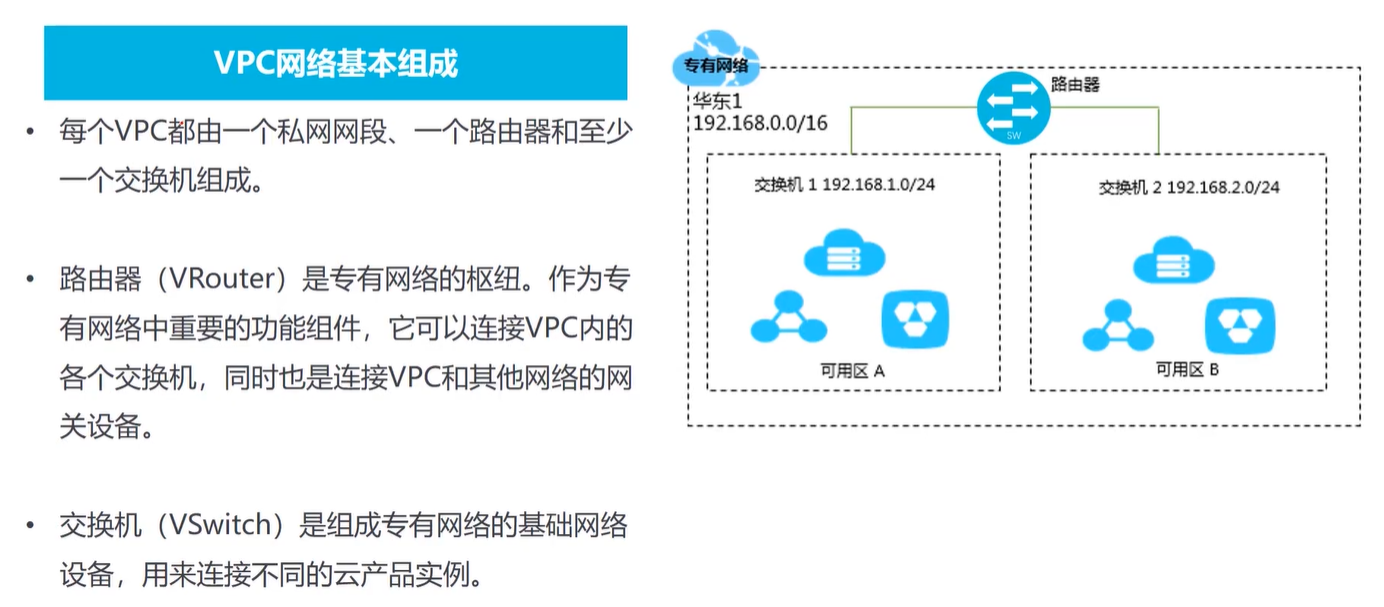 VPC网络基本组成
• 每个VPC都由一个私网网段、一个路由器和至少
一个交换机组成。
• 路由器（VRouter）是专有网络的枢纽。作为专
有网络中重要的功能组件，它可以连接VPC内的
各个交换机，同时也是连接VPC和其他网络的网
关设备。
• 交换机（VSwitch）是组成专有网络的基础网络
设备，用来连接不同的云产品实例。
专有网络
路由器
华东1
192.168.0.0/16
SW
交换机 1 192.168.1.0/24
交换机 2 192.168.2.0/24
可用区 A
可用区 B